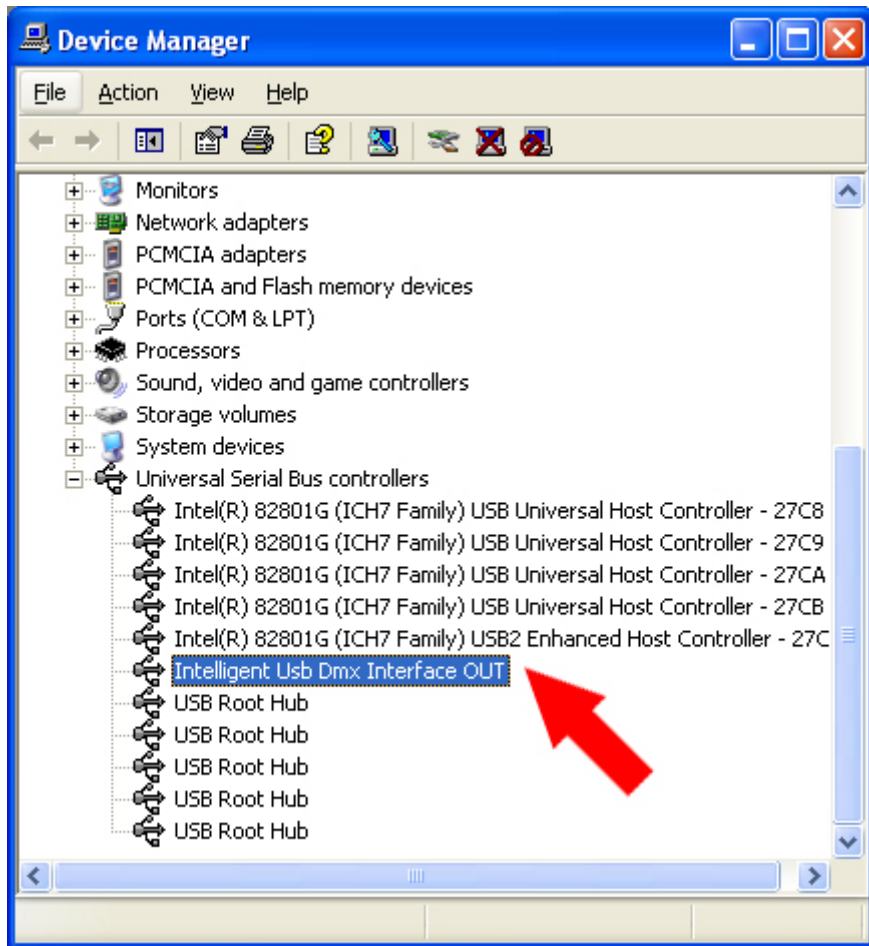 Device Manager
File Action View Help
Monitors
Network adapters
PCMCIA adapters
PCMCIA and Flash memory devices
Ports (COM & LPT)
Processors
Sound, video and game controllers
Storage volumes
System devices
Universal Serial Bus controllers
Intel(R) 82801G (ICH7 Family) USB Universal Host Controller - 27C8
Intel(R) 82801G (ICH7 Family) USB Universal Host Controller - 27C9
Intel(R) 82801G (ICH7 Family) USB Universal Host Controller - 27CA
Intel(R) 82801G (ICH7 Family) USB Universal Host Controller - 27CB
Intel(R) 82801G (ICH7 Family) USB2 Enhanced Host Controller - 27C
Intelligent Usb Dmx Interface OUT
USB Root Hub
USB Root Hub
USB Root Hub
USB Root Hub
USB Root Hub